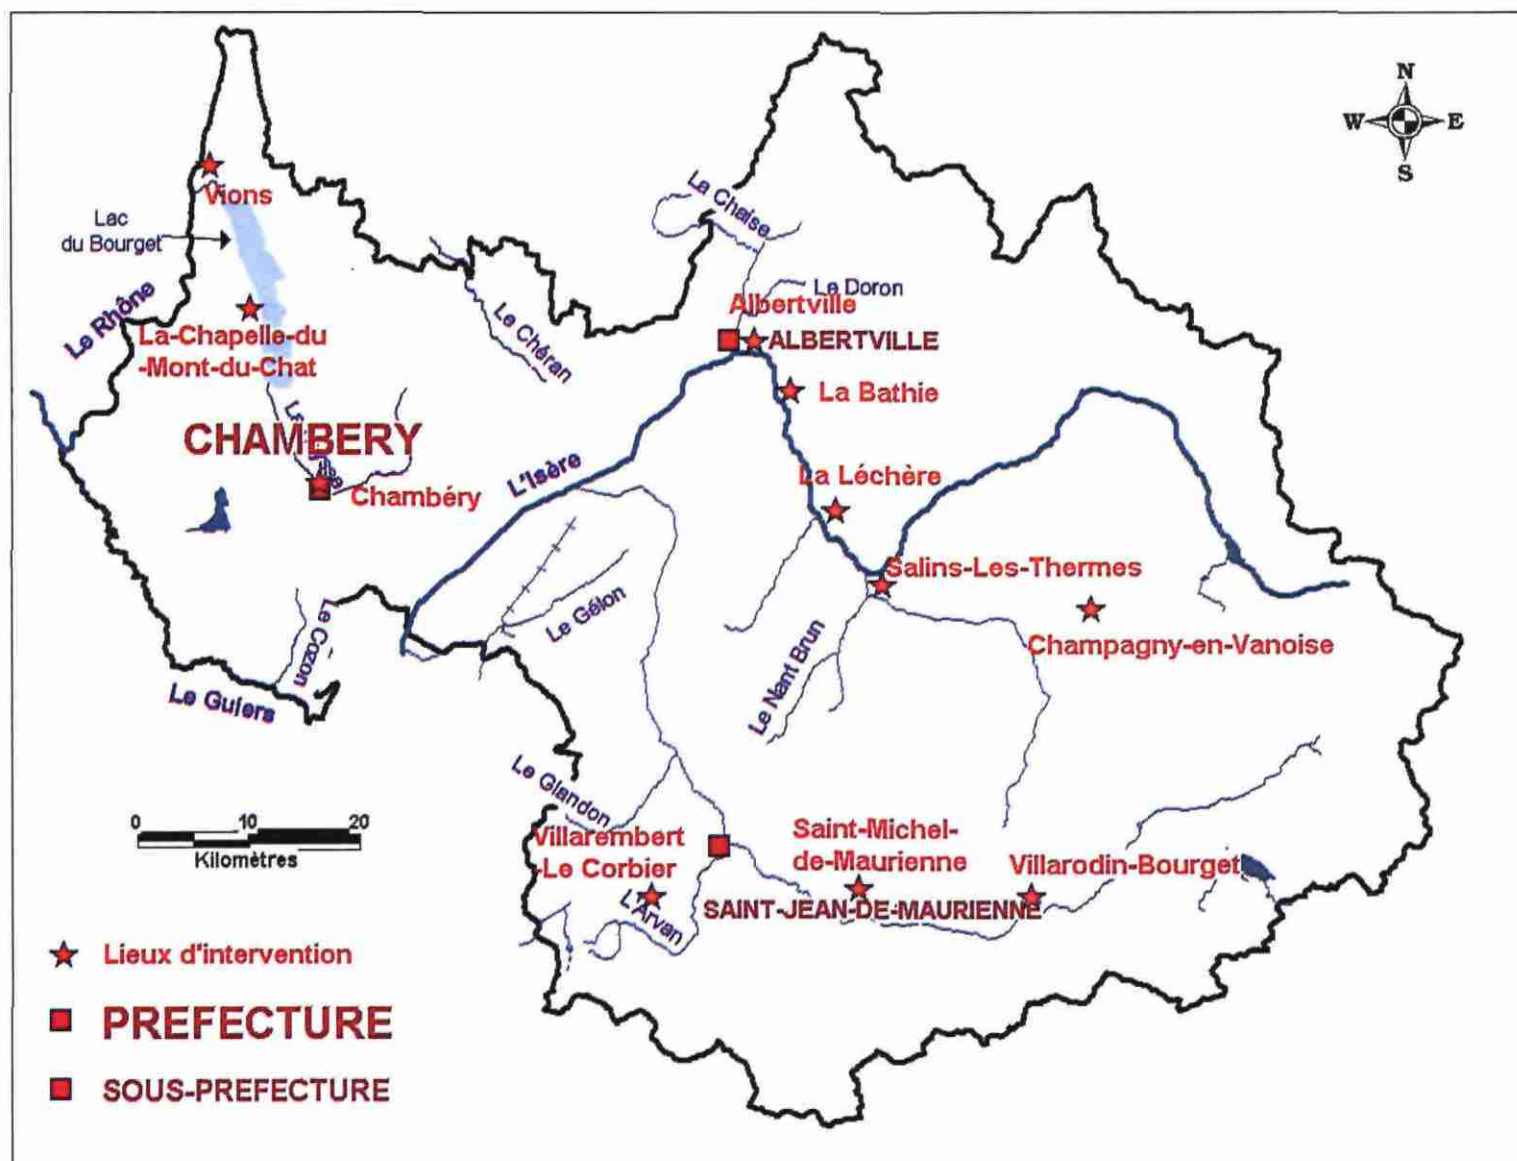 N
W E
S
La Chaise
Vions
Lac
du Bourget
Le Rhône
Le Doron
Albertville
ALBERTVILLE
Le Chéran
La-Chapelle-du
-Mont-du-Chat
La Bathie
CHAMBERY
L'Isère
La Léchère
Chambéry
Salins-Les-Thermes
Le Gélon
Le Cozon
Champagny-en-Vanoise
Le Nant Brun
Le Guiers
Le Glandon
0 10 20
Kilomètres
Villarembert
-Le Corbier
Saint-Michel-
de-Maurienne
Villarodin-Bourget
L'Arvan
SAINT-JEAN-DE-MAURIENNE
Lieux d'intervention
PREFECTURE
SOUS-PREFECTURE